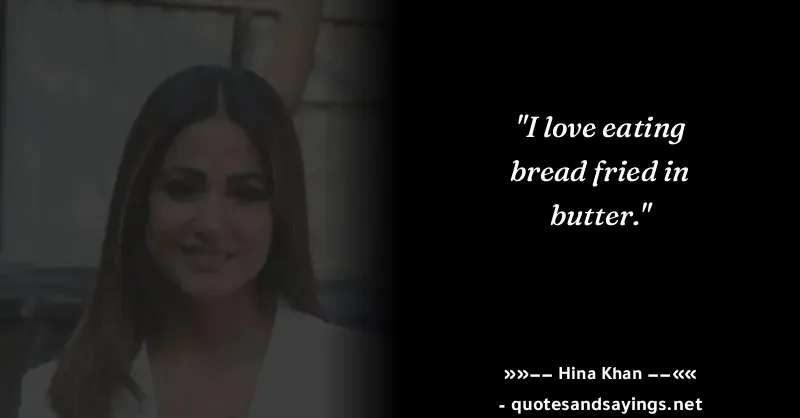 "I love eating
bread fried in
butter."
»»−− Hina Khan −−««
- quotesandsayings.net